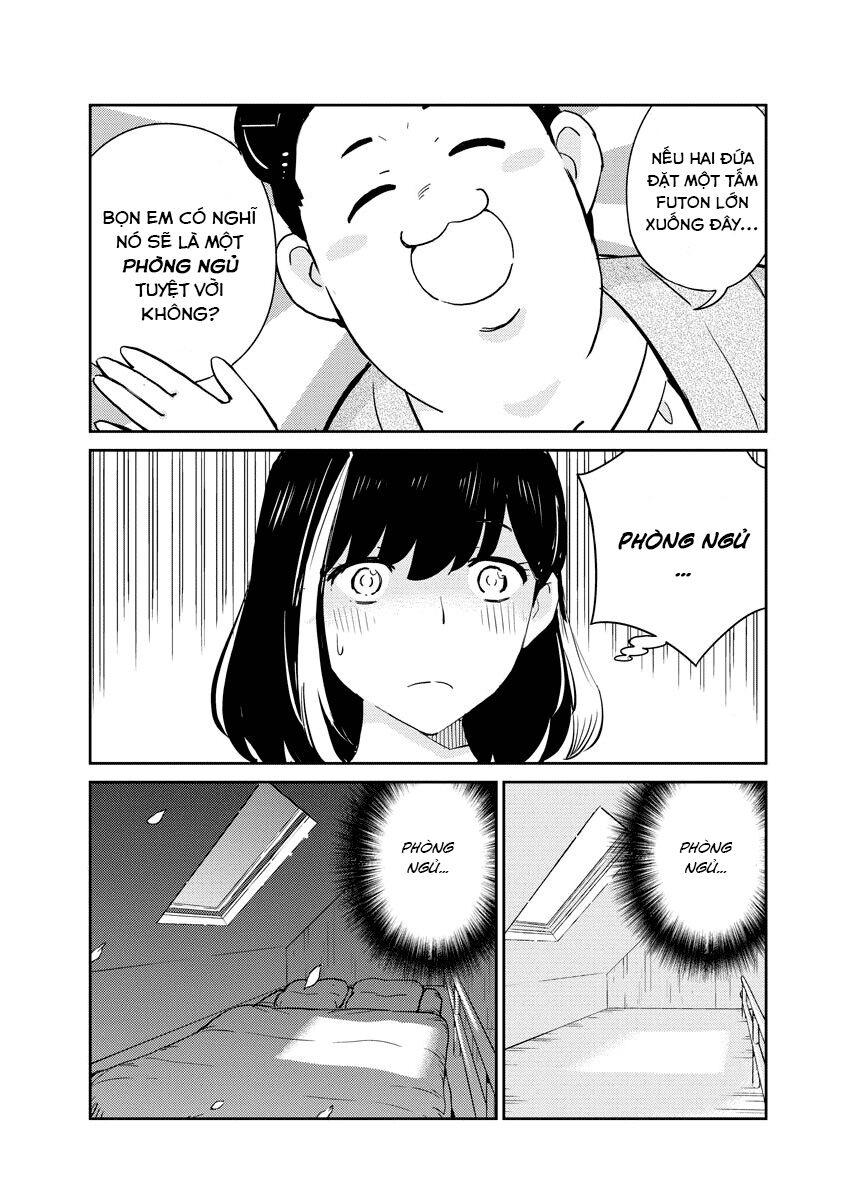 NẾU HAI ĐỨA
ĐẶT MỘT TẤM
FUTON LỚN
XUỐNG ĐÂY...
BỌN EM CÓ NGHĨ
NÓ SẼ LÀ MỘT
PHỜNG NGỦ
TUYỆT VỜI
KHÔNG?
PHÒNG NGỦ
...
PHÒNG
NGỦ...
PHÒNG
NGỦ...